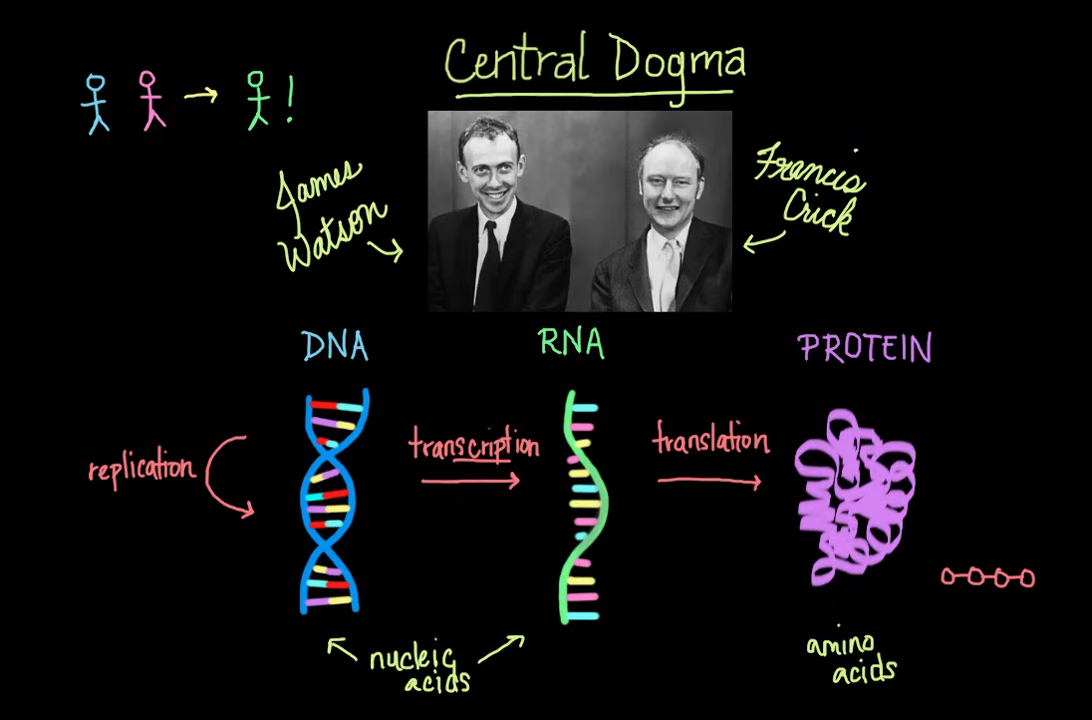 Central Dogma
!
James
Watson
Francis
Crick
DNA
RNA
PROTEIN
replication
transcription
translation
nucleic
acids
amino
acids